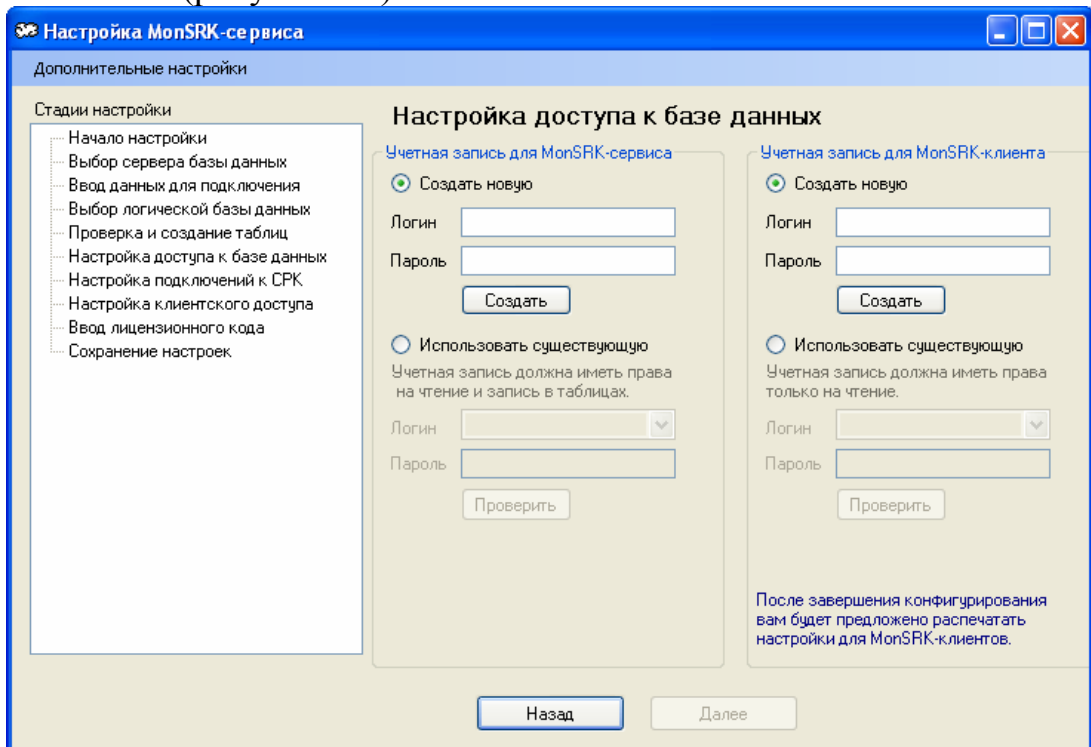 Настройка MonSRK-сервиса
Дополнительные настройки
Стадии настройки
Начало настройки
Выбор сервера базы данных
Ввод данных для подключения
Выбор логической базы данных
Проверка и создание таблиц
Настройка доступа к базе данных
Настройка подключений к СРК
Настройка клиентского доступа
Ввод лицензионного кода
Сохранение настроек
Настройка доступа к базе данных
Учетная запись для MonSRK-сервиса
Создать новую
Логин
Пароль
Создать
Использовать существующую
Учетная запись должна иметь права
на чтение и запись в таблицах.
Логин
Пароль
Проверить
Учетная запись для MonSRK-клиента
Создать новую
Логин
Пароль
Создать
Использовать существующую
Учетная запись должна иметь права
только на чтение.
Логин
Пароль
Проверить
После завершения конфигурирования
вам будет предложено распечатать
настройки для MonSRK-клиентов.
Назад
Далее